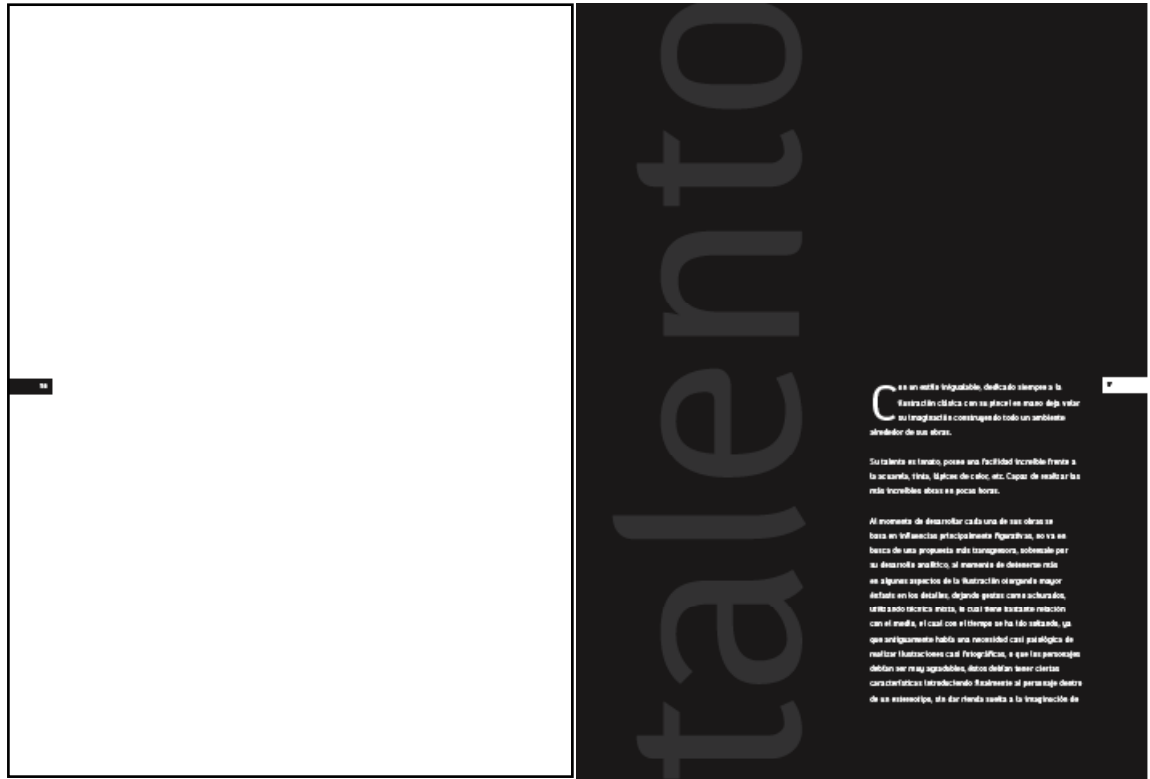 talento
Con un estilo inigualable, dedicado siempre a la
ilustración clásica con su pincel en mano deja volar
su imaginación construyendo todo un ambiente
alrededor de sus obras.
Su talento es innato, posee una facilidad increíble frente a
la acuarela, tinta, lápices de color, etc. Capaz de realizar las
más increíbles obras en pocas horas.
Al momento de desarrollar cada una de sus obras se
basa en influencias principalmente figurativas, no va en
busca de una propuesta más transgresora, sobresale por
su desarrollo analítico, al momento de detenerse más
en algunos aspectos de la ilustración otorgando mayor
énfasis en los detalles, dejando gestos como achurados,
utilizando técnica mixta, lo cual tiene bastante relación
con el medio, el cual con el tiempo se ha ido soltando, ya
que antiguamente había una necesidad casi patológica de
realizar ilustraciones casi fotográficas, o que los personajes
debían ser muy agradables, éstos debían tener ciertas
características introduciendo finalmente al personaje dentro
de un estereotipo, sin dar rienda suelta a la imaginación de